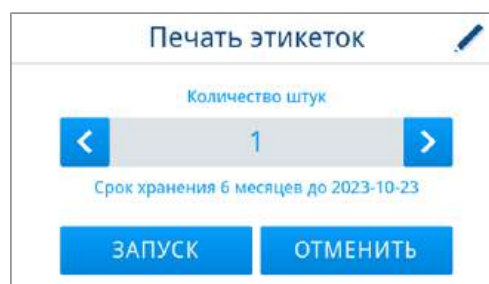 Печать этикеток
Количество штук
1
Срок хранения 6 месяцев до 2023-10-23
ЗАПУСК ОТМЕНИТЬ